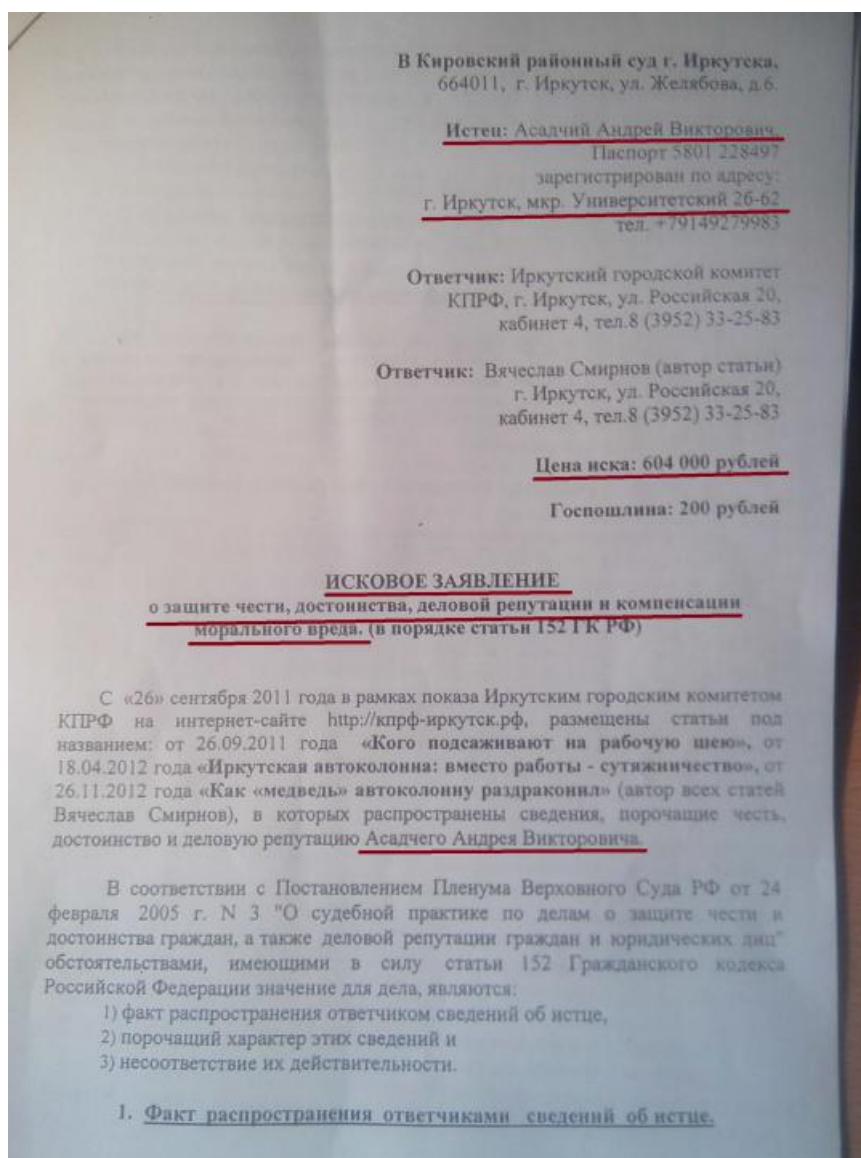 В Кировский районный суд г. Иркутска,
664011, г. Иркутск, ул. Желябова, д.6.
Истец: Асадчий Андрей Викторович,
Паспорт 5801 228497
зарегистрирован по адресу:
г. Иркутск, мкр. Университетский 26-62
тел. +79149279983
Ответчик: Иркутский городской комитет
КПРФ, г. Иркутск, ул. Российская 20,
кабинет 4, тел.8 (3952) 33-25-83
Ответчик: Вячеслав Смирнов (автор статьи)
г. Иркутск, ул. Российская 20,
кабинет 4, тел.8 (3952) 33-25-83
Цена иска: 604 000 рублей
Госпошлина: 200 рублей
ИСКОВОЕ ЗАЯВЛЕНИЕ
о защите чести, достоинства, деловой репутации и компенсации
морального вреда. (в порядке статьи 152 ГК РФ)
С «26» сентября 2011 года в рамках показа Иркутским городским комитетом
КПРФ на интернет-сайте http://кпрф-иркутск.рф, размещены статьи под
названием: от 26.09.2011 года «Кого подсаживают на рабочую шею», от
18.04.2012 года «Иркутская автоколонна: вместо работы - сутяжничество», от
26.11.2012 года «Как «медведь» автоколонну раздраконил» (автор всех статей
Вячеслав Смирнов), в которых распространены сведения, порочащие честь,
достоинство и деловую репутацию Асадчего Андрея Викторовича.
В соответствии с Постановлением Пленума Верховного Суда РФ от 24
февраля 2005 г. N 3 "О судебной практике по делам о защите чести и
достоинства граждан, а также деловой репутации граждан и юридических лиц"
обстоятельствами, имеющими в силу статьи 152 Гражданского кодекса
Российской Федерации значение для дела, являются:
1) факт распространения ответчиком сведений об истце,
2) порочащий характер этих сведений и
3) несоответствие их действительности.
1. Факт распространения ответчиками сведений об истце.